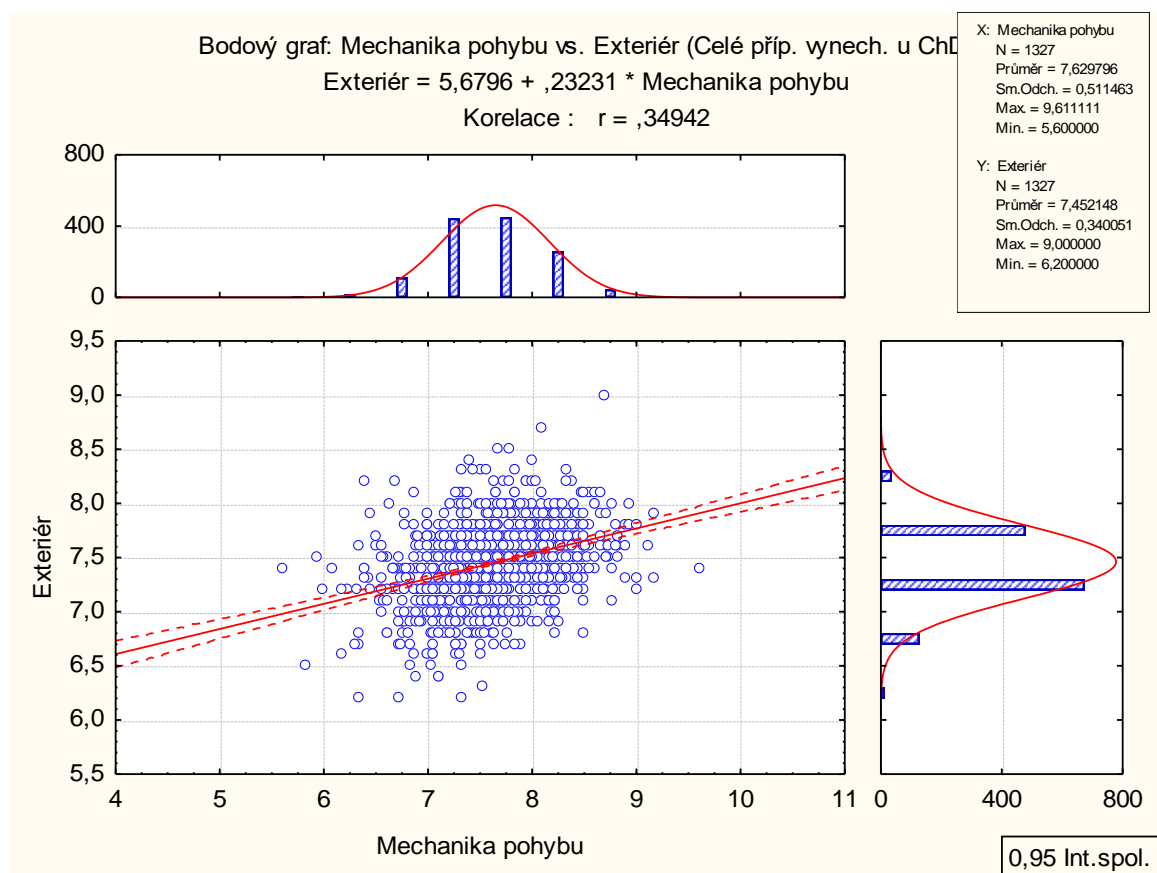 Bodový graf: Mechanika pohybu vs. Exteriér (Celé příp. vynech. u ChD
Exteriér = 5,6796 + ,23231 * Mechanika pohybu
Korelace : r = ,34942
X: Mechanika pohybu
N = 1327
Průměr = 7,629796
Sm.Odch. = 0,511463
Max. = 9,611111
Min. = 5,600000
Y: Exteriér
N = 1327
Průměr = 7,452148
Sm.Odch. = 0,340051
Max. = 9,000000
Min. = 6,200000
800
400
0
9,5
9,0
8,5
8,0
7,5
7,0
6,5
6,0
5,5
Exteriér
4 5 6 7 8 9 10 11
Mechanika pohybu
0 400 800
0,95 Int.spol.